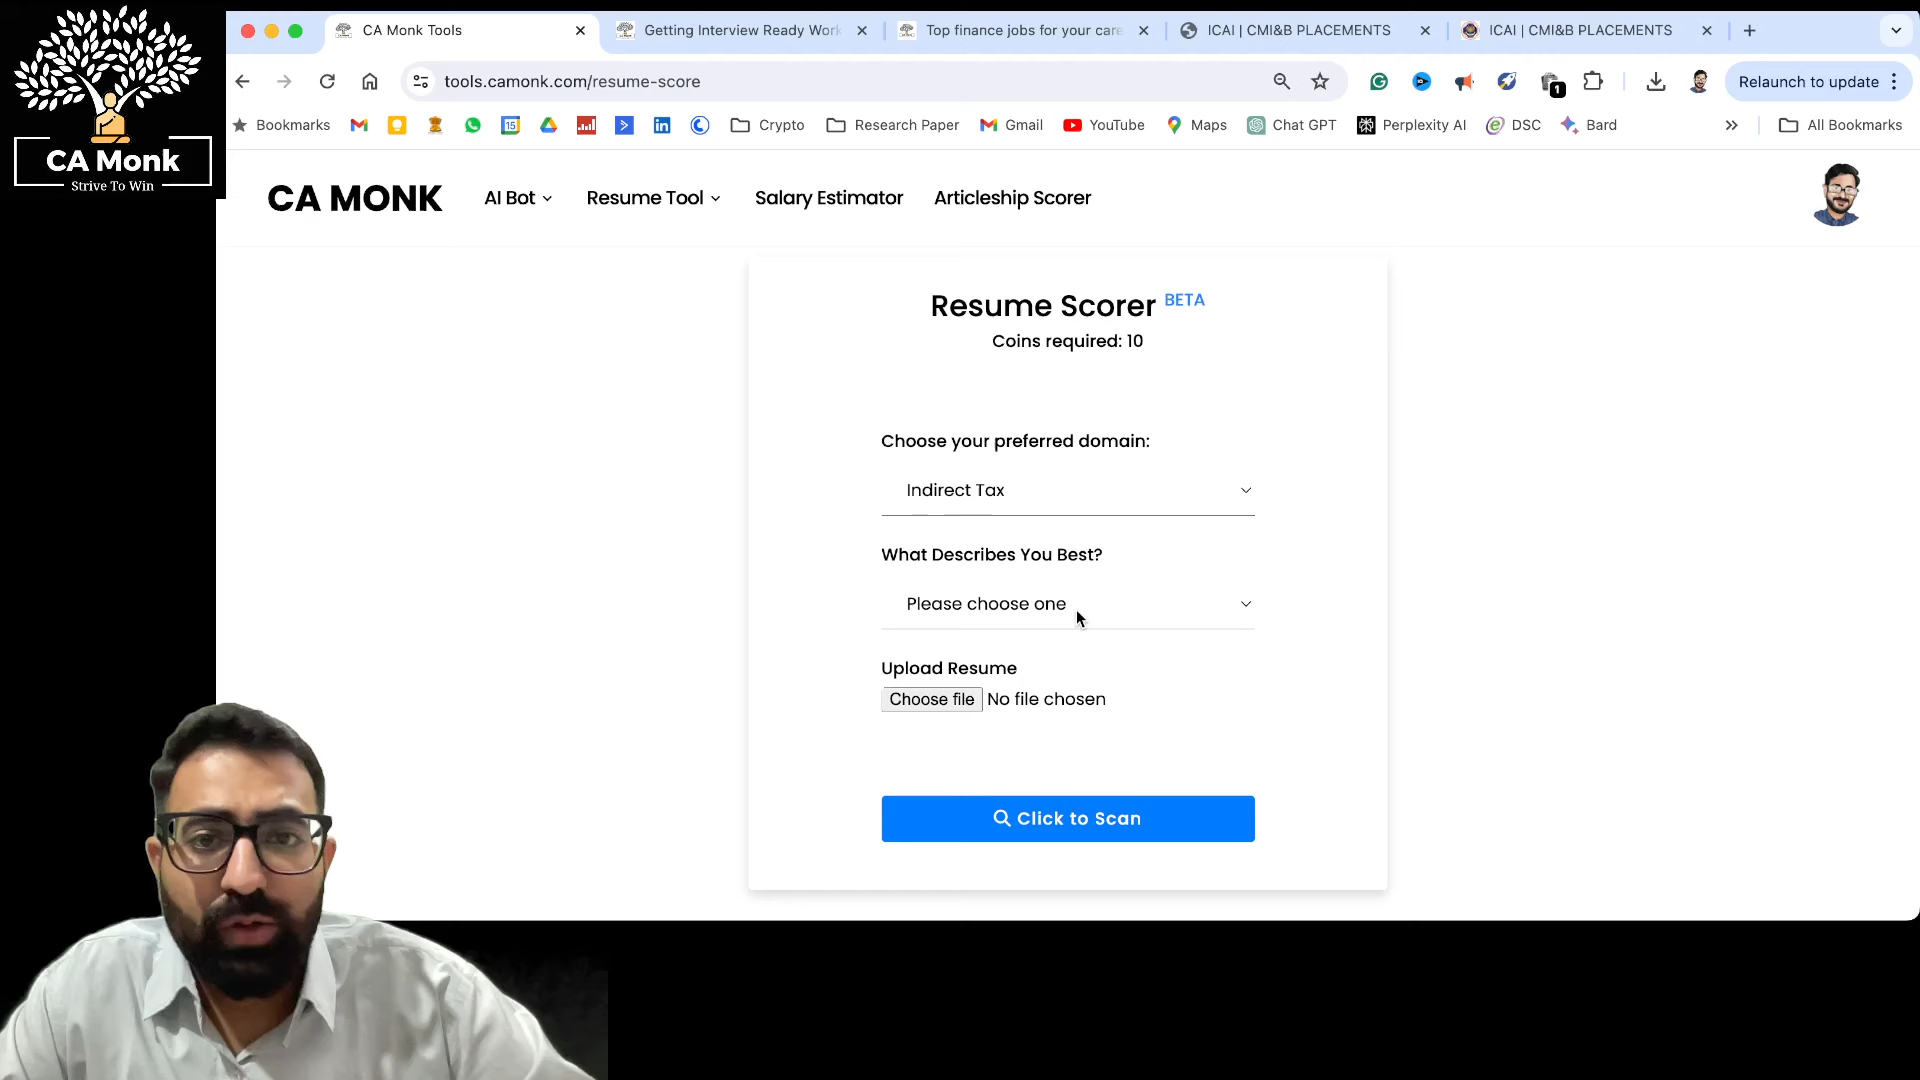 CA Monk
Strive To Win
CA Monk Tools
Getting Interview Ready Work
Top finance jobs for your care
ICAI | CMI&B PLACEMENTS
ICAI | CMI&B PLACEMENTS
tools.camonk.com/resume-score
1
Relaunch to update
Bookmarks
15
Crypto
Research Paper
Gmail
YouTube
Maps
Chat GPT
Perplexity AI
DSC
Bard
All Bookmarks
CA MONK
AI Bot
Resume Tool
Salary Estimator
Articleship Scorer
Resume Scorer BETA
Coins required: 10
Choose your preferred domain:
Indirect Tax
What Describes You Best?
Please choose one
Upload Resume
Choose file No file chosen
Click to Scan